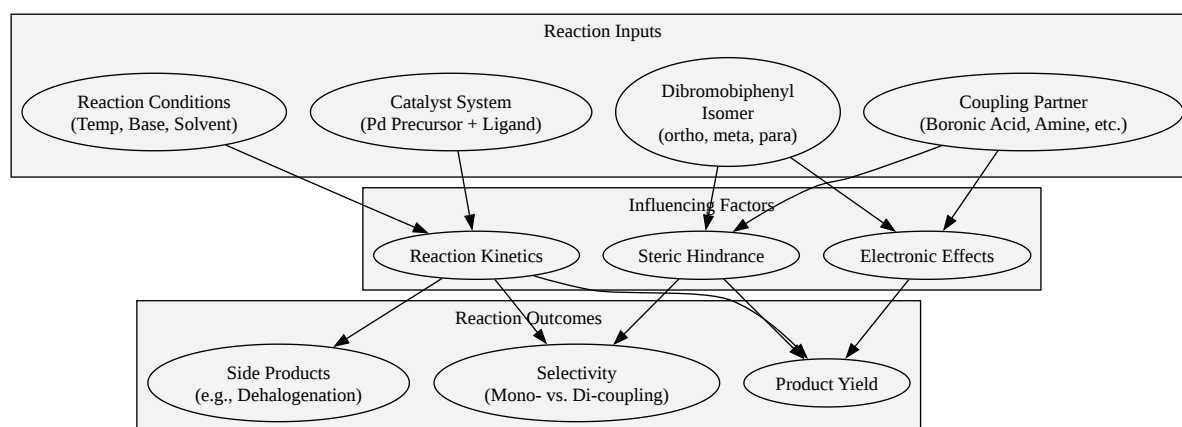 Reaction Inputs
Reaction Conditions
(Temp, Base, Solvent)
Catalyst System
(Pd Precursor + Ligand)
Dibromobiphenyl
Isomer
(ortho, meta, para)
Coupling Partner
(Boronic Acid, Amine, etc.)
Influencing Factors
Reaction Kinetics
Steric Hindrance
Electronic Effects
Reaction Outcomes
Side Products
(e.g., Dehalogenation)
Selectivity
(Mono- vs. Di-coupling)
Product Yield